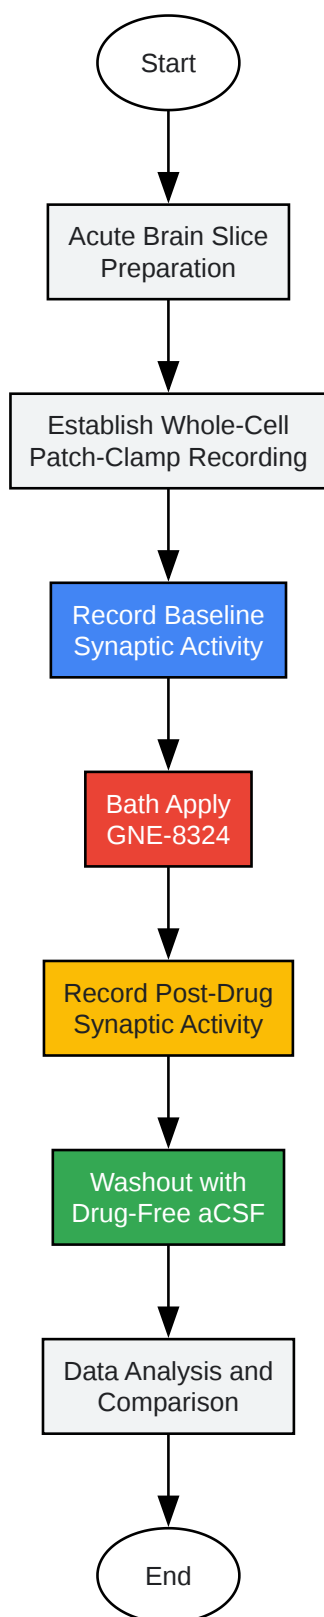 Start
Acute Brain Slice
Preparation
Establish Whole-Cell
Patch-Clamp Recording
Record Baseline
Synaptic Activity
Bath Apply
GNE-8324
Record Post-Drug
Synaptic Activity
Washout with
Drug-Free aCSF
Data Analysis and
Comparison
End